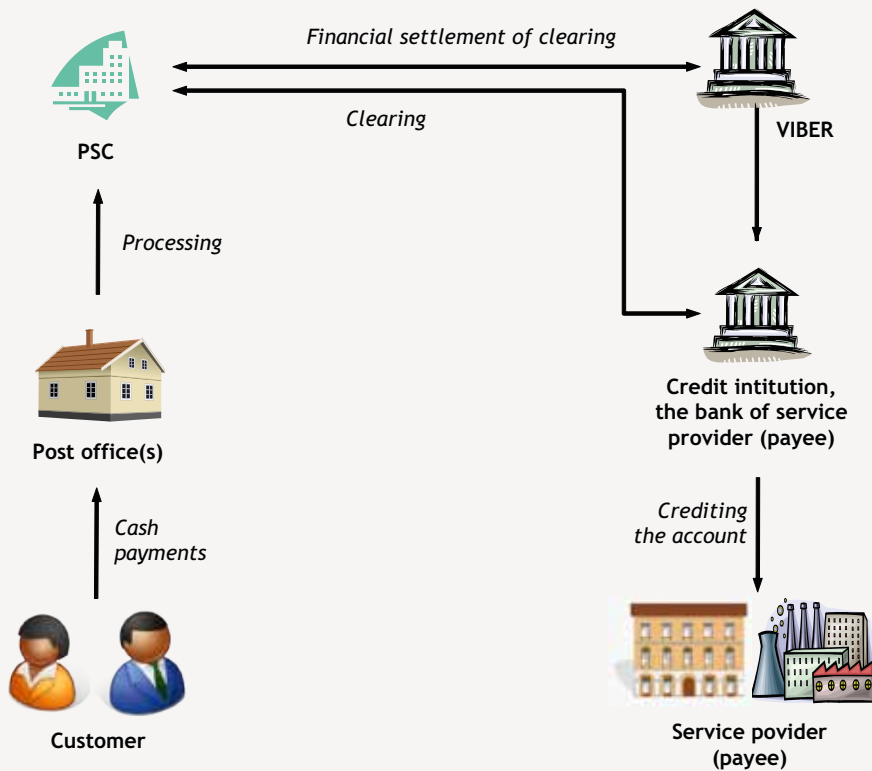 Financial settlement of clearing
Clearing
PSC
VIBER
Processing
Credit intitution,
the bank of service
provider (payee)
Post office(s)
Crediting
the account
Cash
payments
Customer
Service povider
(payee)